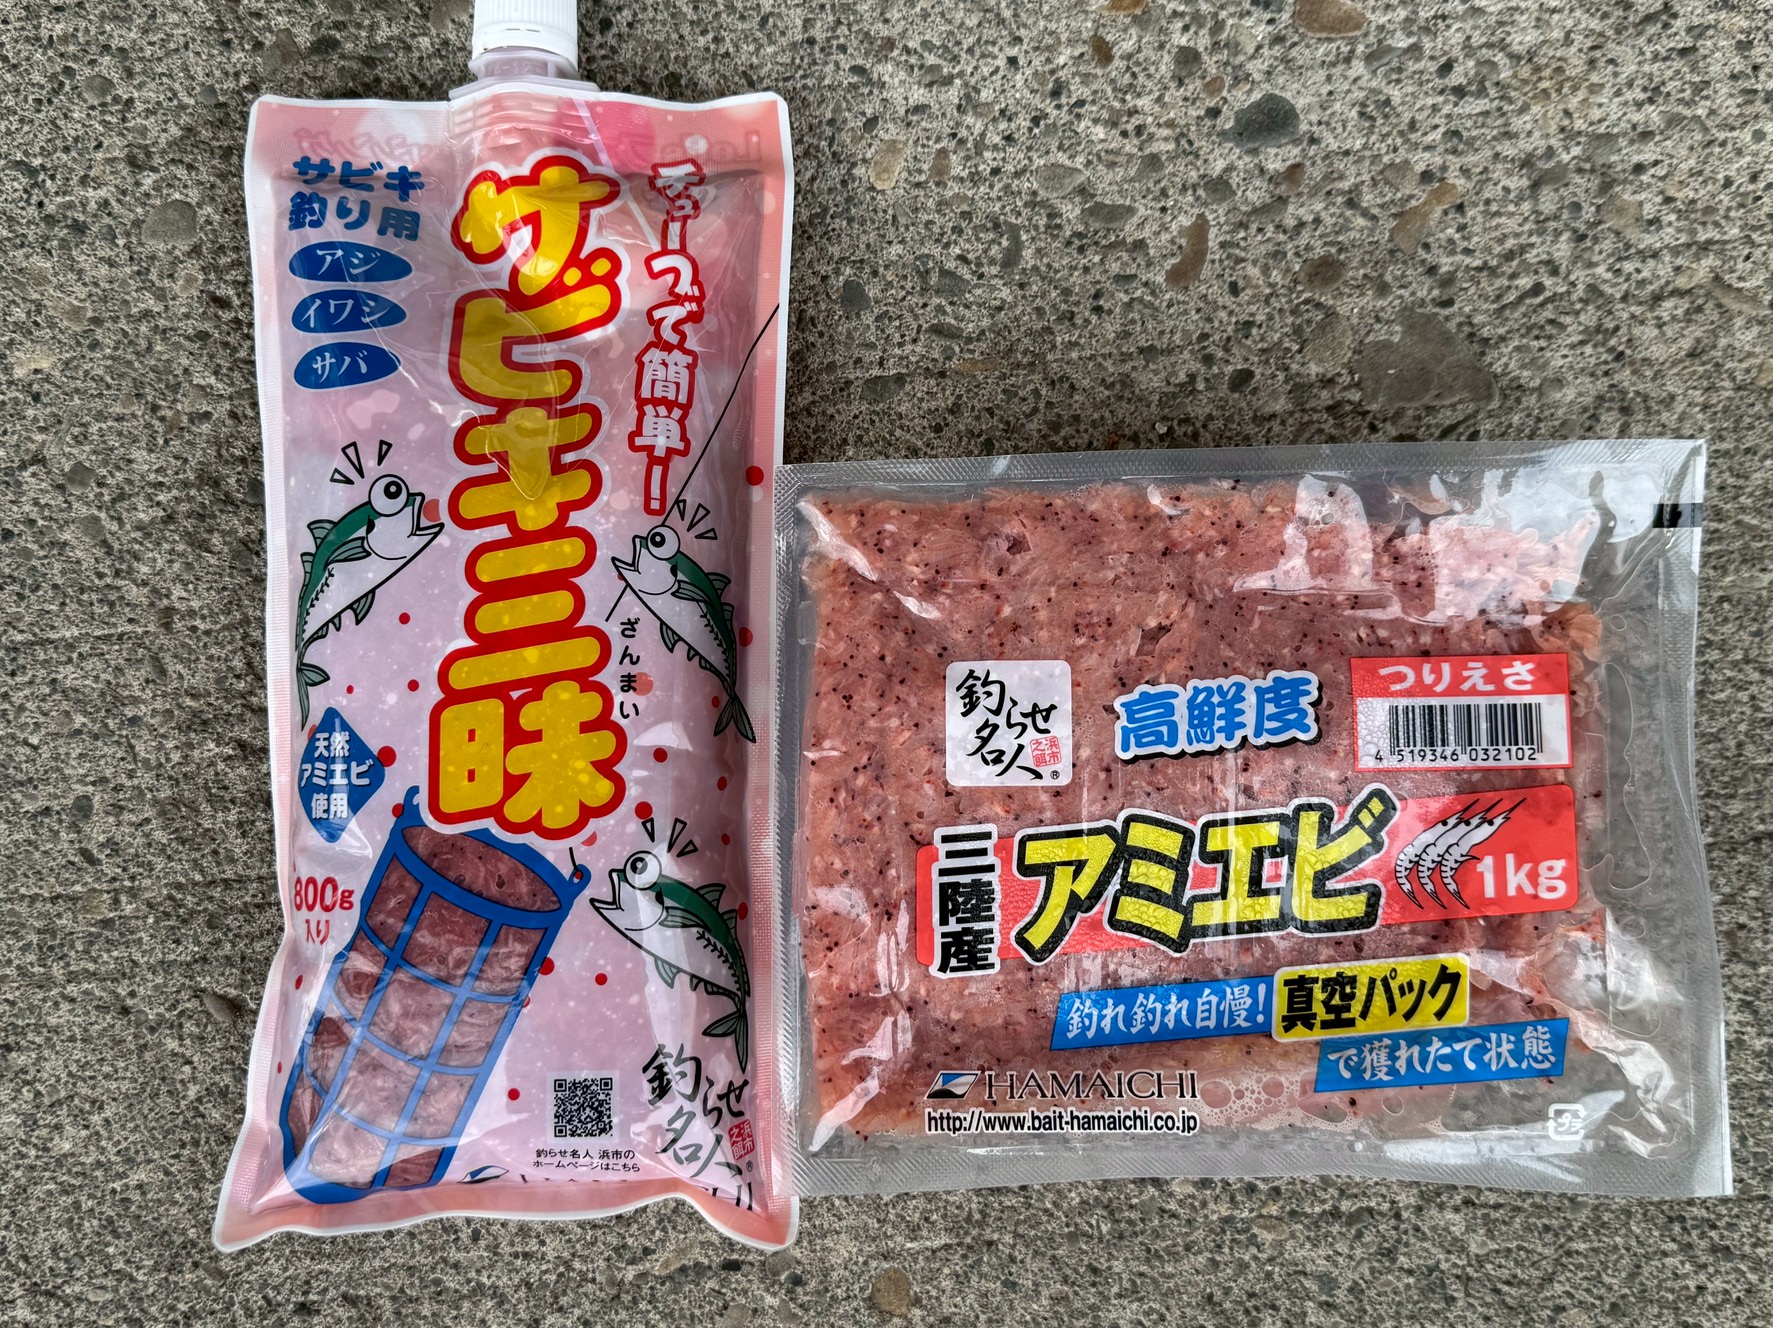 サビキ
釣り用
アジ
イワシ
サバ
チューブで簡単!
サビキ三昧
ざんまい
天然
アミエビ
使用
800g
入り
釣らせ名人 浜市の
ホームページはこちら
釣らせ
名人
浜市
之餌
®
つりえさ
4 519346 032102
釣らせ
名人
浜市
之餌
®
高鮮度
三陸産
アミエビ
1kg
釣れ釣れ自慢!
真空パック
で獲れたて状態
HAMAICHI
http://www.bait-hamaichi.co.jp
プラ